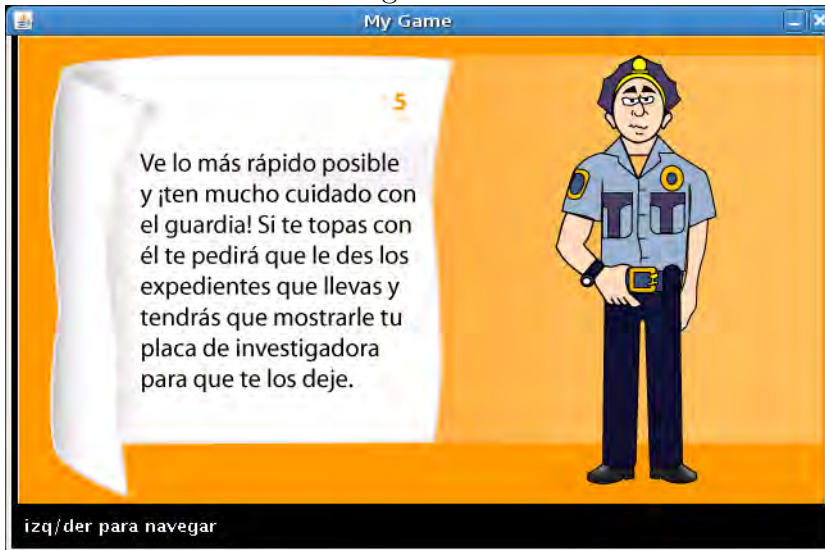 My Game
5
Ve lo más rápido posible
y ¡ten mucho cuidado con
el guardia! Si te topas con
él te pedirá que le des los
expedientes que llevas y
tendrás que mostrarle tu
placa de investigadora
para que te los deje.
izq/der para navegar